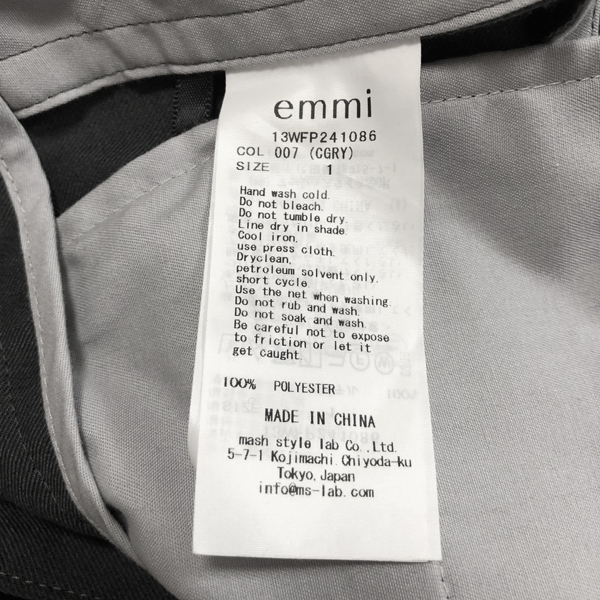 emmi
13WFP241086
COL 007 (CGRY)
SIZE 1
Hand wash cold.
Do not bleach.
Do not tumble dry.
Line dry in shade.
Cool iron,
use press cloth.
Dryclean,
petroleum solvent only.
short cycle.
Use the net when washing.
Do not rub and wash.
Do not soak and wash.
Be careful not to expose
to friction or let it
get caught.
100% POLYESTER
MADE IN CHINA
mash style lab Co.,Ltd.
5-7-1 Kojimachi,Chiyoda-ku
Tokyo,Japan
info@ms-lab.com